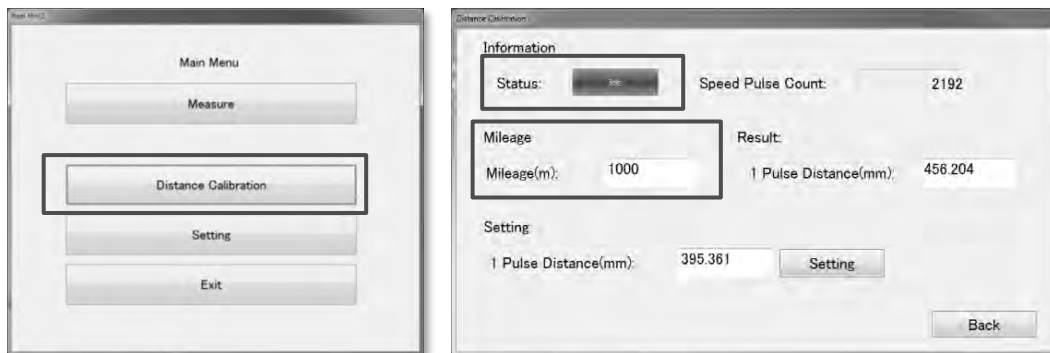 Main Menu
Measure
Distance Calibration
Setting
Exit
Distance Calibration
Information
Status:
Speed Pulse Count:
2192
Mileage
Mileage(m):
1000
Result:
1 Pulse Distance(mm):
456.204
Setting
1 Pulse Distance(mm):
395.361
Setting
Back